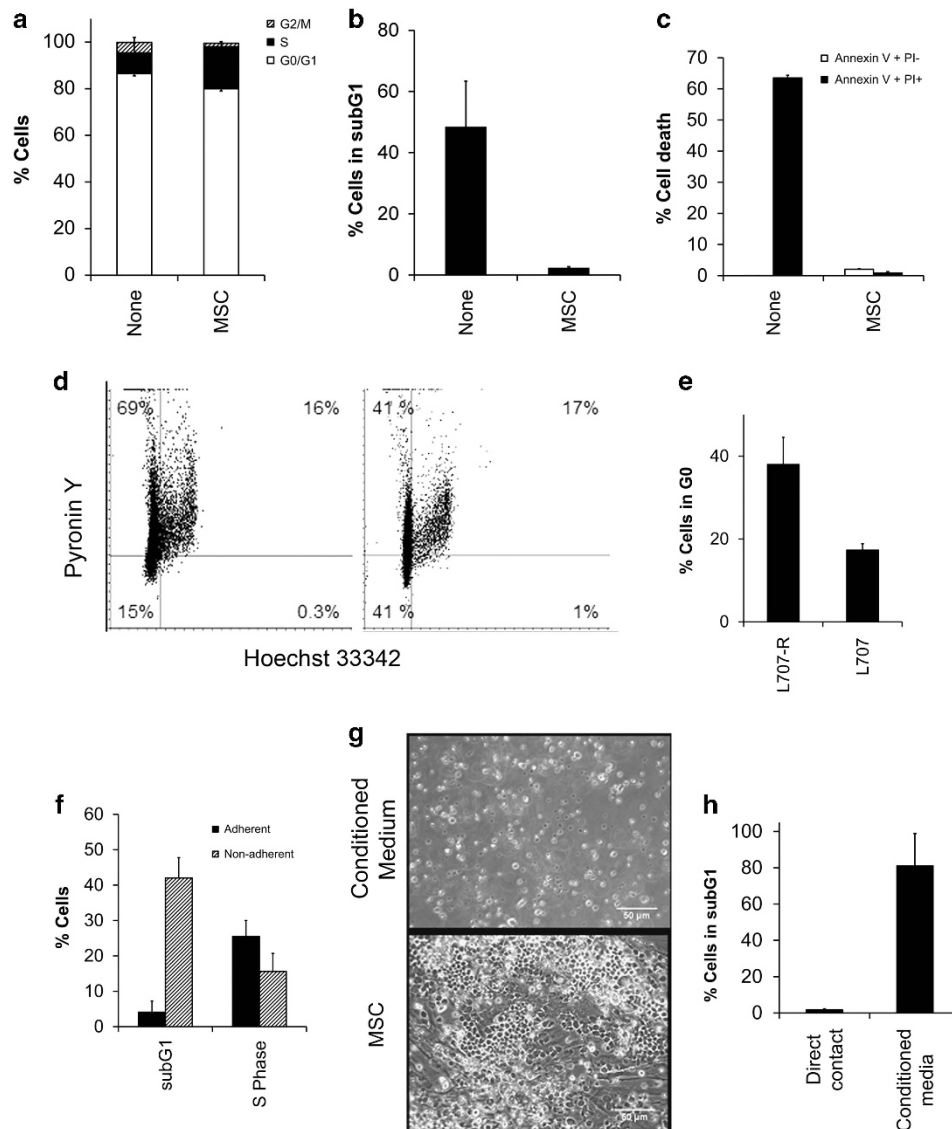 a
G2/M
S
G0/G1
% Cells
100
80
60
40
20
0
None
MSC
b
% Cells in subG1
80
60
40
20
0
None
MSC
c
Annexin V + PI-
Annexin V + PI+
% Cell death
70
60
50
40
30
20
10
0
None
MSC
d
Pyronin Y
69%
16%
15%
0.3%
41 %
17%
41 %
1%
Hoechst 33342
e
% Cells in G0
40
20
0
L707-R
L707
f
Adherent
Non-adherent
% Cells
60
50
40
30
20
10
0
subG1
S Phase
g
Conditioned
Medium
50 µm
MSC
50 µm
h
% Cells in subG1
100
80
60
40
20
0
Direct
contact
Conditioned
media